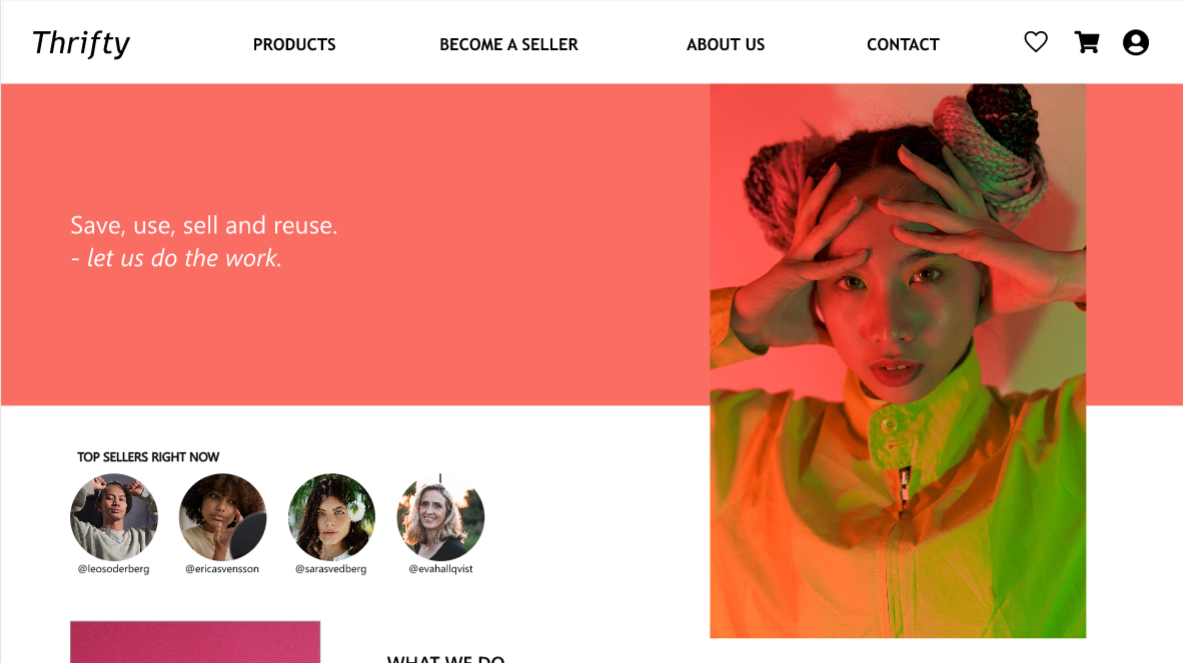 Thrifty
PRODUCTS
BECOME A SELLER
ABOUT US
CONTACT
Save, use, sell and reuse.
- let us do the work.
TOP SELLERS RIGHT NOW
@leosoderberg
@ericasvensson
@sarasvedberg
@evahallqvist
WHAT WE DO